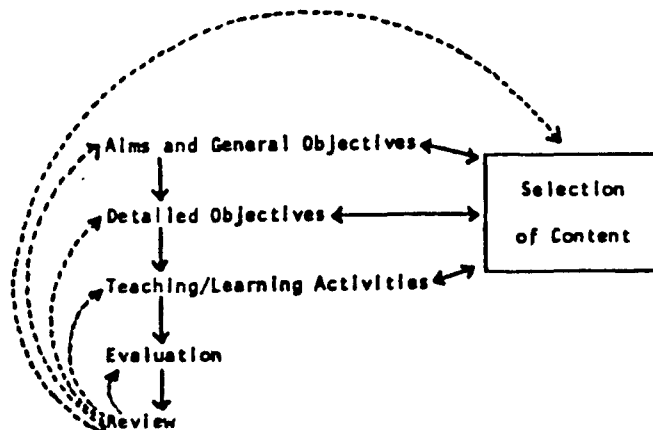 Aims and General Objectives
Selection
of Content
Detailed Objectives
Teaching/Learning Activities
Evaluation
Review